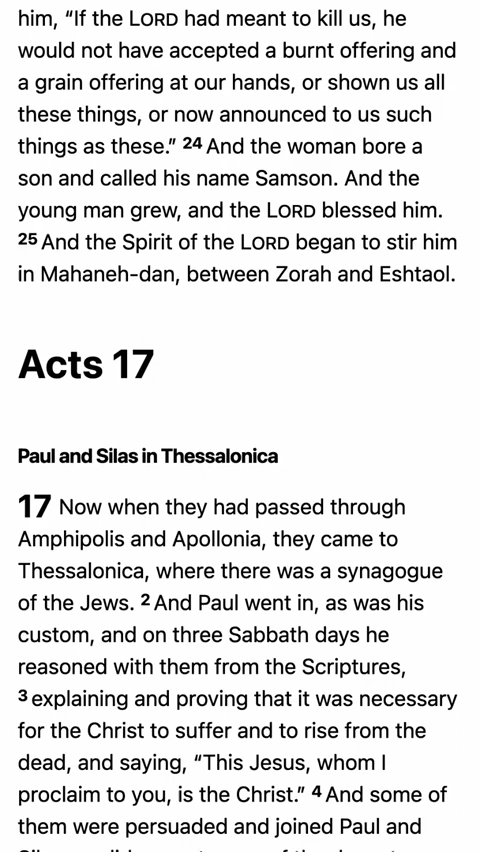 him, “If the LORD had meant to kill us, he
would not have accepted a burnt offering and
a grain offering at our hands, or shown us all
these things, or now announced to us such
things as these.” 24 And the woman bore a
son and called his name Samson. And the
young man grew, and the LORD blessed him.
25 And the Spirit of the LORD began to stir him
in Mahaneh-dan, between Zorah and Eshtaol.
Acts 17
Paul and Silas in Thessalonica
17 Now when they had passed through
Amphipolis and Apollonia, they came to
Thessalonica, where there was a synagogue
of the Jews. 2 And Paul went in, as was his
custom, and on three Sabbath days he
reasoned with them from the Scriptures,
3 explaining and proving that it was necessary
for the Christ to suffer and to rise from the
dead, and saying, “This Jesus, whom I
proclaim to you, is the Christ.” 4 And some of
them were persuaded and joined Paul and